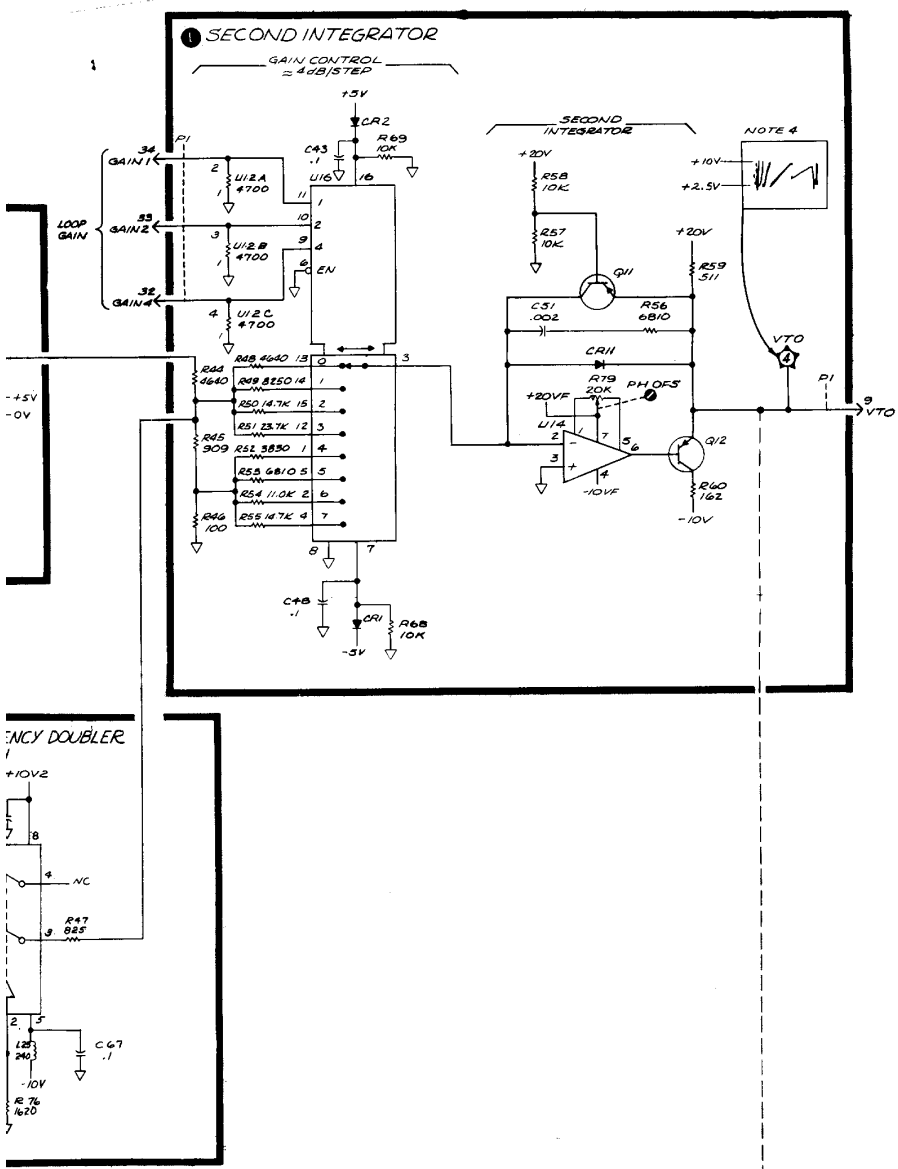 1 SECOND INTEGRATOR
GAIN CONTROL
≈ 4dB/STEP
+5V
CR2
C43
.1
R69
10K
P1
U16
16
34
GAIN 1
2
U12A
4700
1
11
1
33
GAIN 2
3
U12B
4700
1
10
2
9
4
6
EN
LOOP
GAIN
32
GAIN 4
4
U12C
4700
1
SECOND
INTEGRATOR
+20V
R58
10K
R57
10K
Q11
C51
.002
R56
6810
CR11
R79
20K
PH OFS
+20VF
U14
1
7
5
2
-
3
+
6
4
-10VF
+20V
R59
511
Q12
R60
162
-10V
NOTE 4
+10V
+2.5V
VTO
4
P1
9
VTO
3
R44
4640
R45
909
R46
100
R48 4640 13 0
R49 8250 14 1
R50 14.7K 15 2
R51 23.7K 12 3
R52 3830 1 4
R53 6810 5 5
R54 11.0K 2 6
R55 14.7K 4 7
8
7
C48
.1
CR1
-5V
R68
10K
-+5V
-0V
ENCY DOUBLER
+10V2
8
4
NC
3
R47
825
2
5
L25
240
-10V
C67
.1
R76
1620